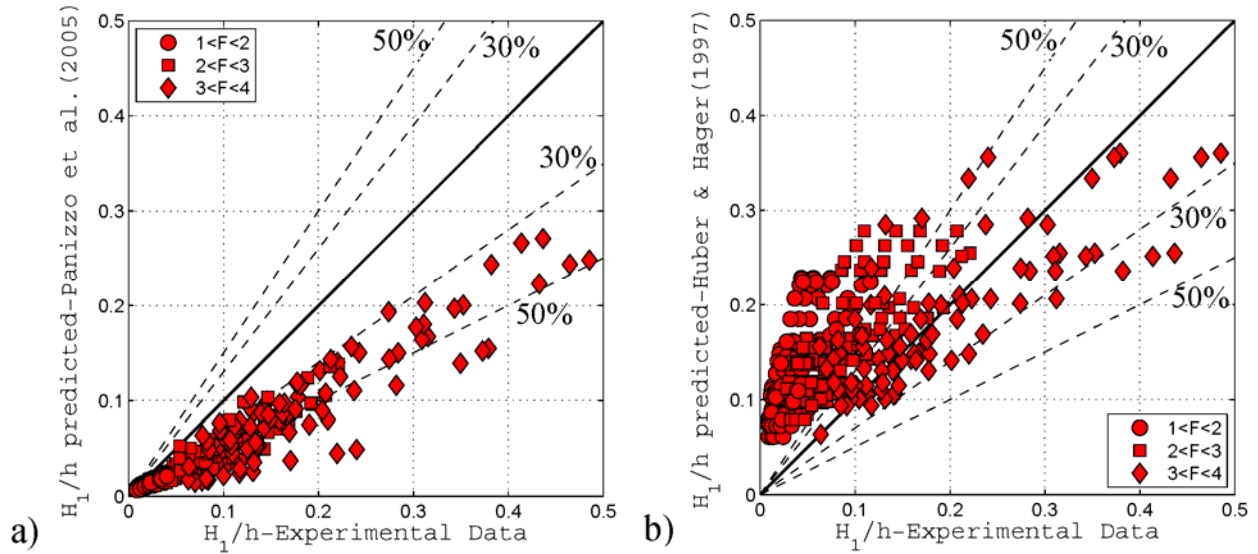 0.5
0.4
0.3
0.2
0.1
0
0
0.1
0.2
0.3
0.4
0.5
H1/h predicted-Panizzo et al.(2005)
H1/h-Experimental Data
1<F<2
2<F<3
3<F<4
50%
30%
30%
50%
a)
0.5
0.4
0.3
0.2
0.1
0
0
0.1
0.2
0.3
0.4
0.5
H1/h predicted-Huber & Hager(1997)
H1/h-Experimental Data
50%
30%
30%
50%
1<F<2
2<F<3
3<F<4
b)